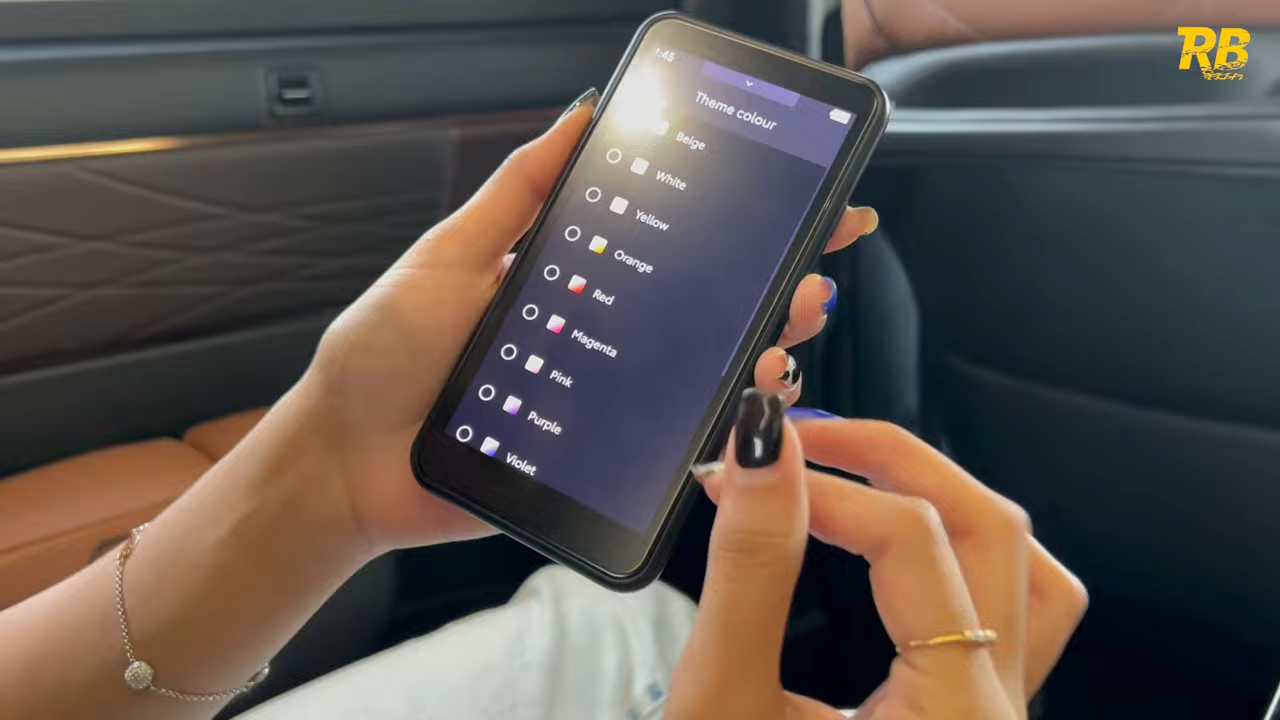 RB
1:45
Theme colour
Beige
White
Yellow
Orange
Red
Magenta
Pink
Purple
Violet